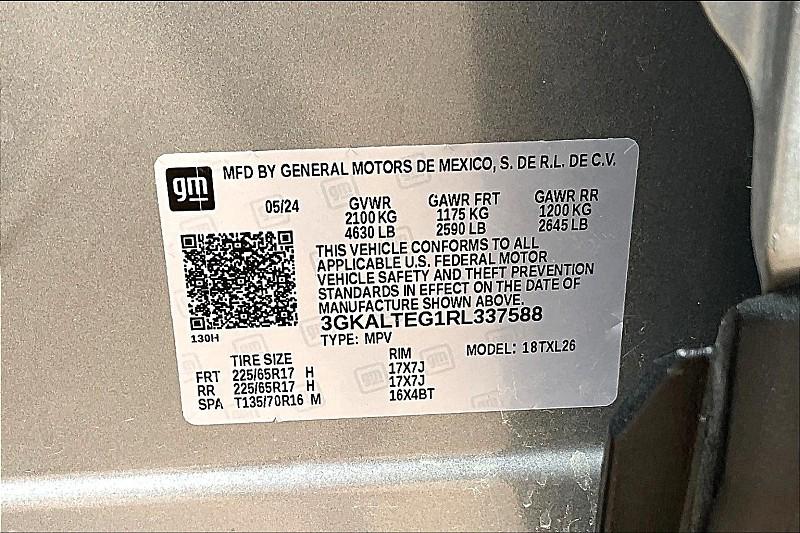 gm
MFD BY GENERAL MOTORS DE MEXICO, S. DE R.L. DE C.V.
05/24 GVWR GAWR FRT GAWR RR
2100 KG 1175 KG 1200 KG
4630 LB 2590 LB 2645 LB
THIS VEHICLE CONFORMS TO ALL
APPLICABLE U.S. FEDERAL MOTOR
VEHICLE SAFETY AND THEFT PREVENTION
STANDARDS IN EFFECT ON THE DATE OF
MANUFACTURE SHOWN ABOVE.
3GKALTEG1RL337588
130H
TYPE: MPV MODEL: 18TXL26
TIRE SIZE RIM
FRT 225/65R17 H 17X7J
RR 225/65R17 H 17X7J
SPA T135/70R16 M 16X4BT